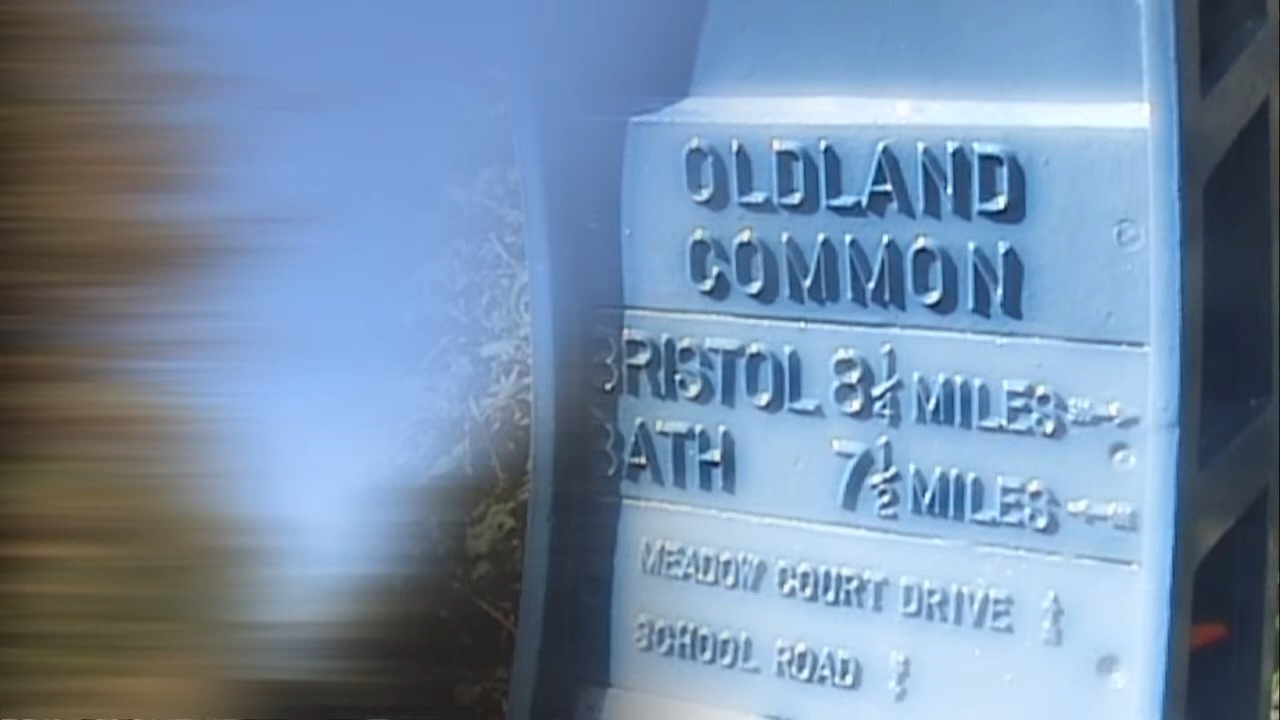 OLDLAND
COMMON
BRISTOL 8¼ MILES
BATH 7½ MILES
MEADOW COURT DRIVE
SCHOOL ROAD